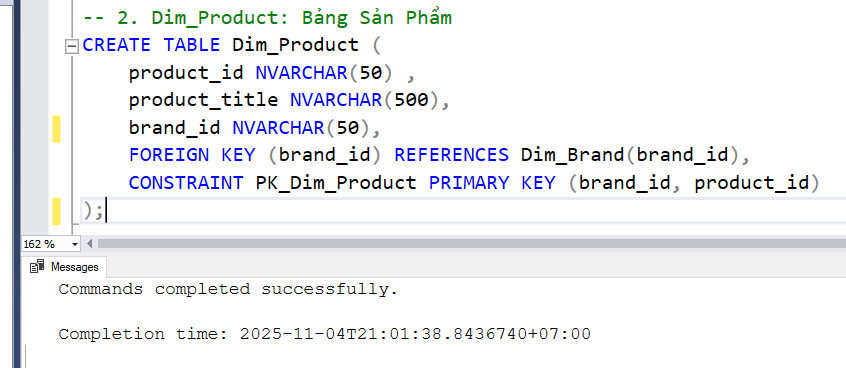 -- 2. Dim_Product: Bảng Sản Phẩm
CREATE TABLE Dim_Product (
product_id NVARCHAR(50) ,
product_title NVARCHAR(500),
brand_id NVARCHAR(50),
FOREIGN KEY (brand_id) REFERENCES Dim_Brand(brand_id),
CONSTRAINT PK_Dim_Product PRIMARY KEY (brand_id, product_id)
);
162 %
Messages
Commands completed successfully.
Completion time: 2025-11-04T21:01:38.8436740+07:00